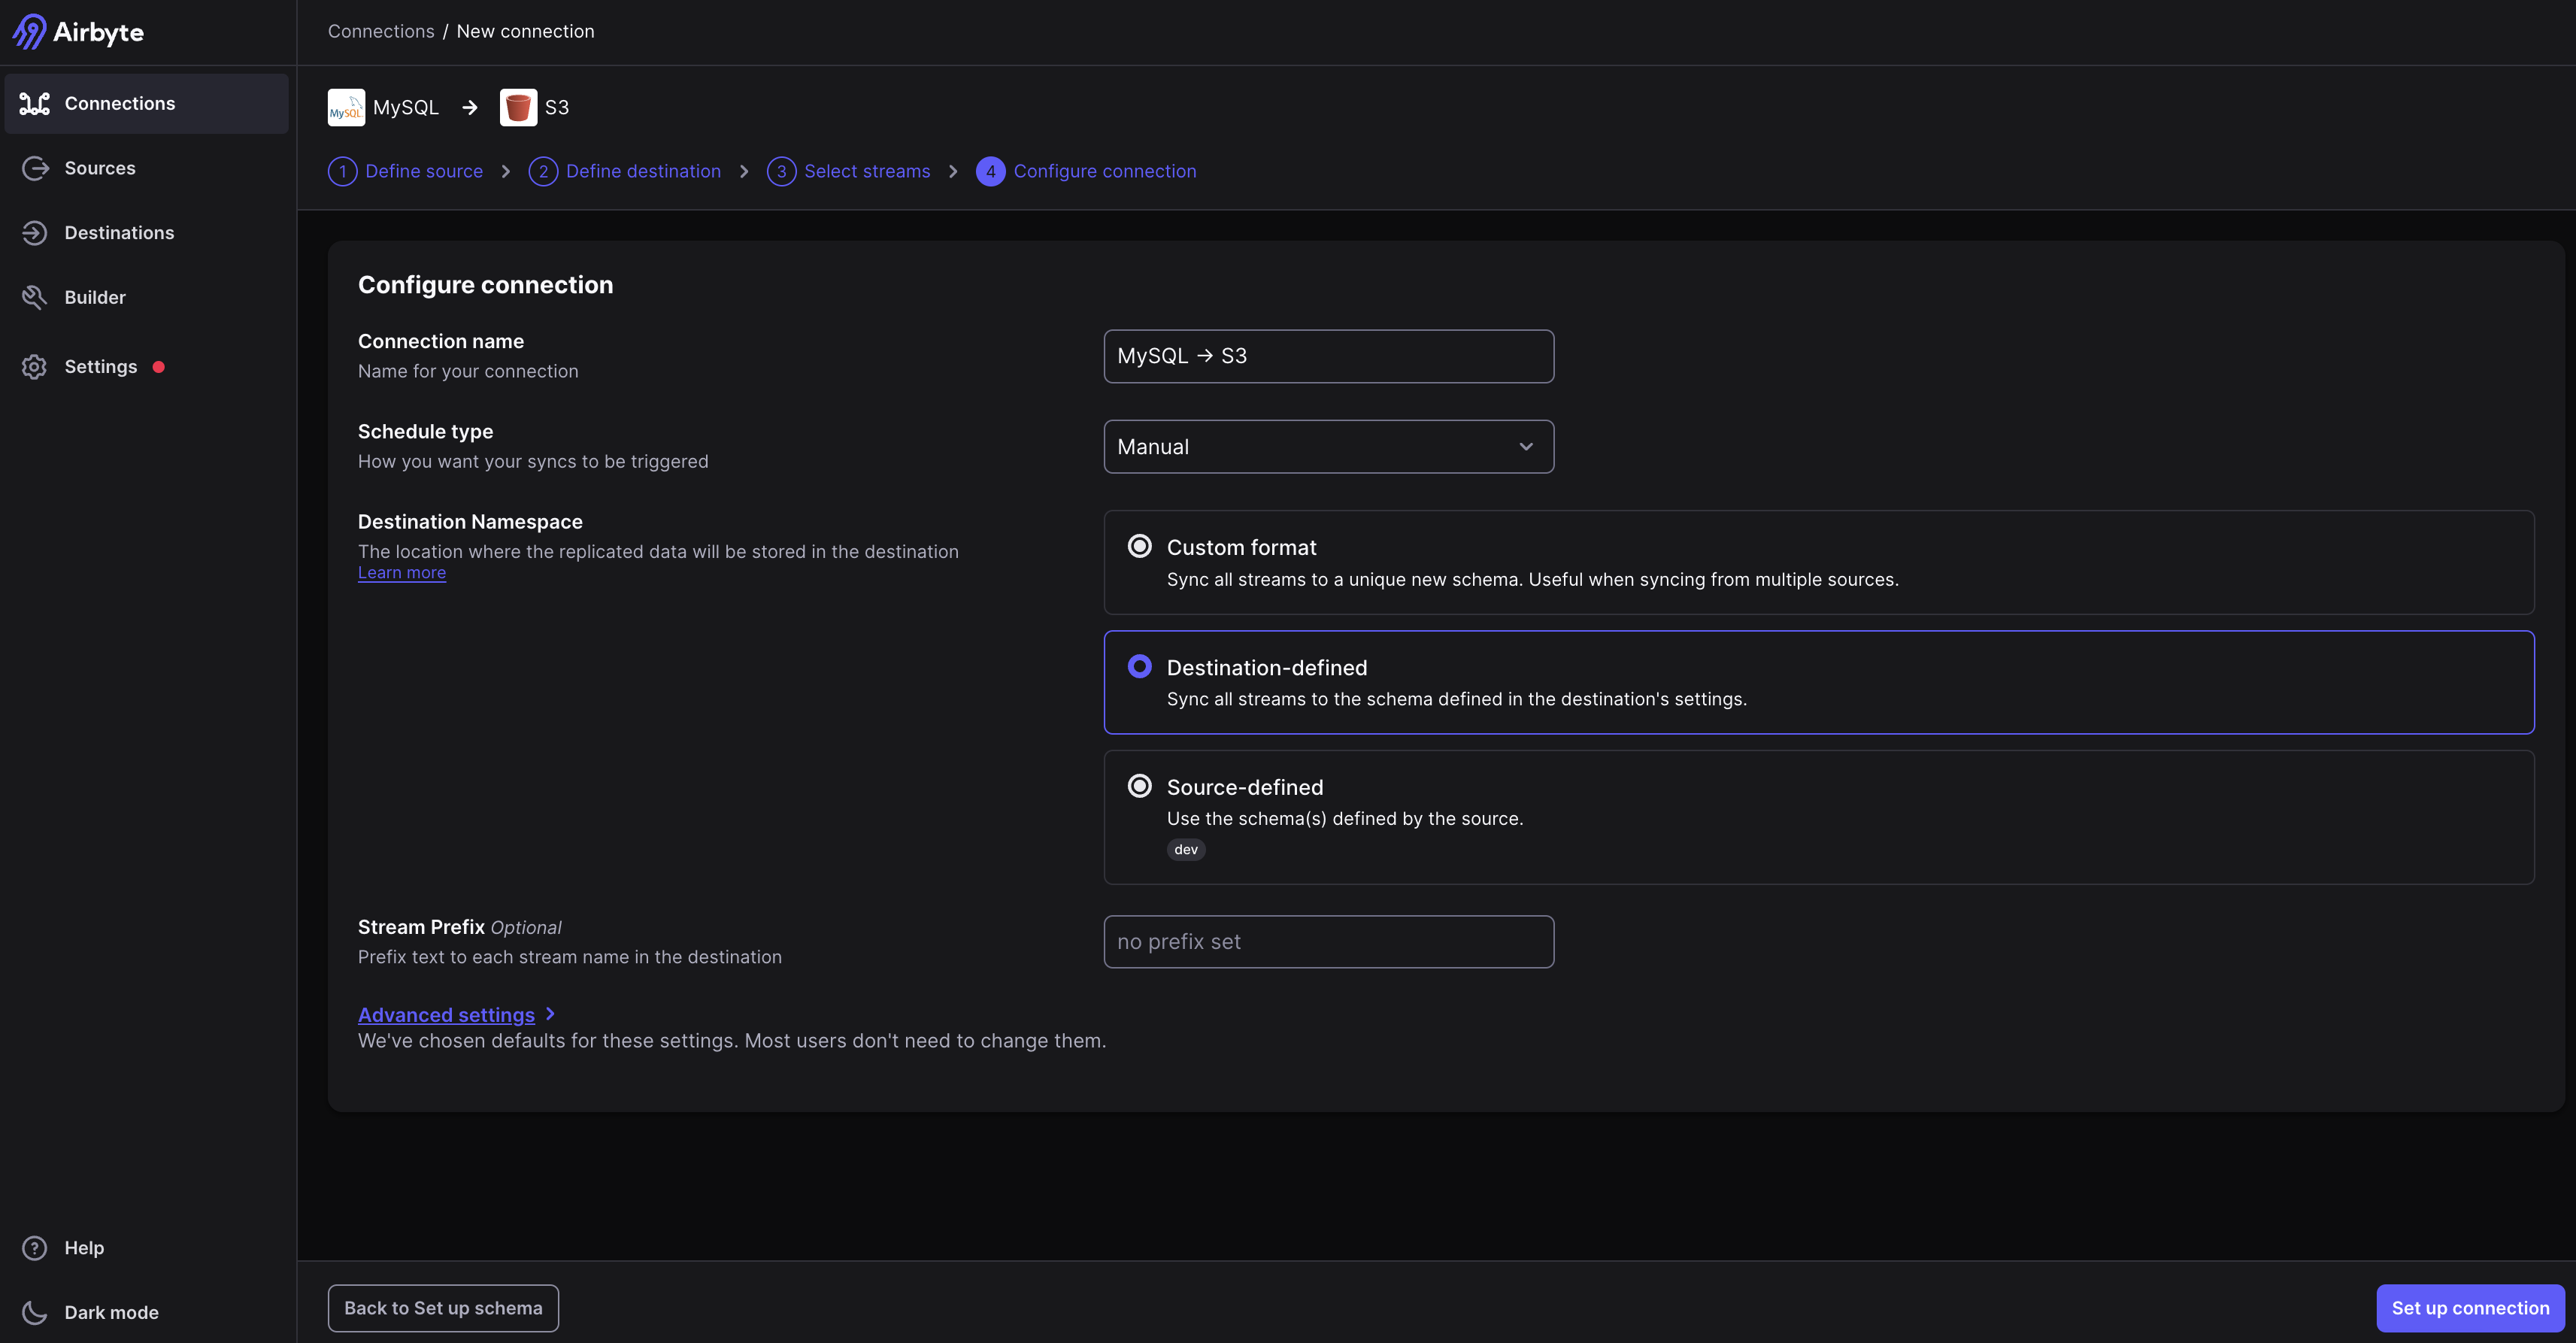 Airbyte
Connections / New connection
Connections
Sources
Destinations
Builder
Settings
MySQL
MySQL → S3
1 Define source > 2 Define destination > 3 Select streams > 4 Configure connection
Configure connection
Connection name
Name for your connection
MySQL → S3
Schedule type
How you want your syncs to be triggered
Manual
Destination Namespace
The location where the replicated data will be stored in the destination
Learn more
Custom format
Sync all streams to a unique new schema. Useful when syncing from multiple sources.
Destination-defined
Sync all streams to the schema defined in the destination's settings.
Source-defined
Use the schema(s) defined by the source.
dev
Stream Prefix Optional
Prefix text to each stream name in the destination
no prefix set
Advanced settings >
We've chosen defaults for these settings. Most users don't need to change them.
Help
Dark mode
Back to Set up schema
Set up connection